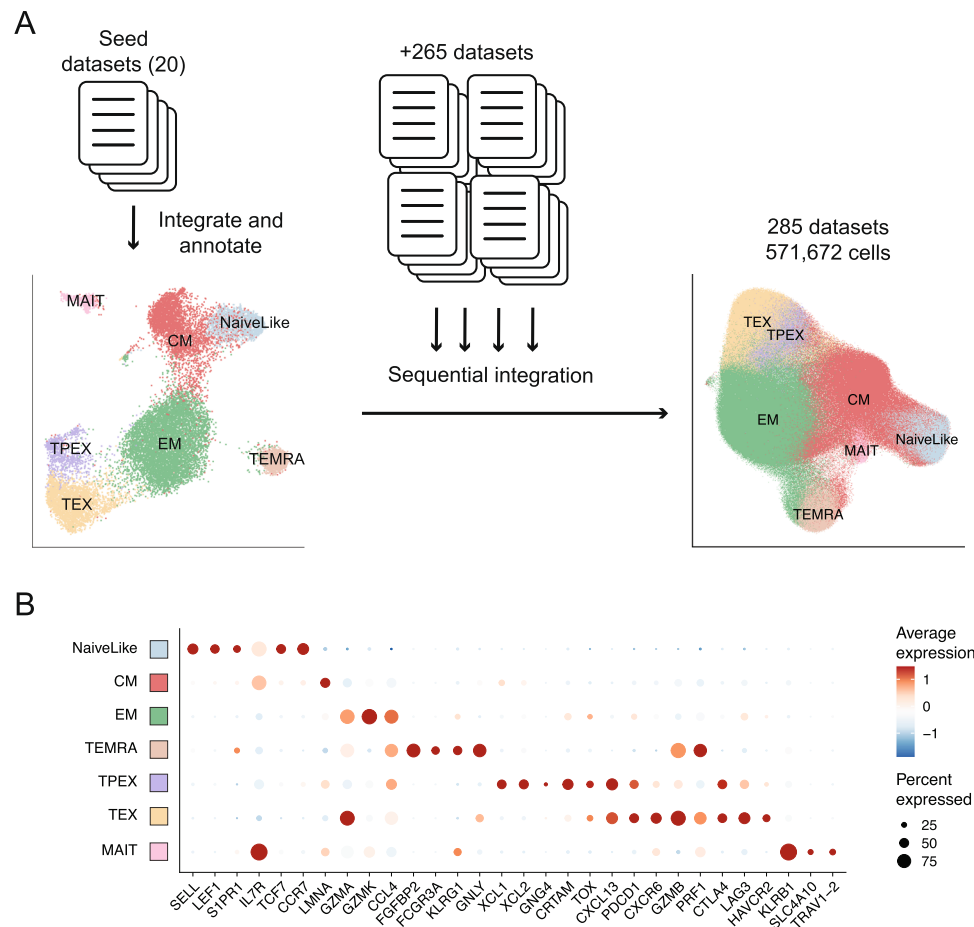 A
Seed
datasets (20)
+265 datasets
Integrate and
annotate
285 datasets
571,672 cells
Sequential integration
MAIT
CM
NaiveLike
EM
TPEX
TEMRA
TEX
TEX
TPEX
CM
EM
NaiveLike
MAIT
TEMRA
B
NaiveLike
CM
EM
TEMRA
TPEX
TEX
MAIT
SELL
LEF1
S1PR1
IL7R
TCF7
CCR7
LMNA
GZMA
GZMK
CCL4
FGFBP2
FCGR3A
KLRG1
GNLY
XCL1
XCL2
GNG4
CRTAM
TOX
CXCL13
PDCD1
CXCR6
GZMB
PRF1
CTLA4
LAG3
HAVCR2
KLRB1
SLC4A10
TRAV1−2
Average
expression
1
0
−1
Percent
expressed
25
50
75